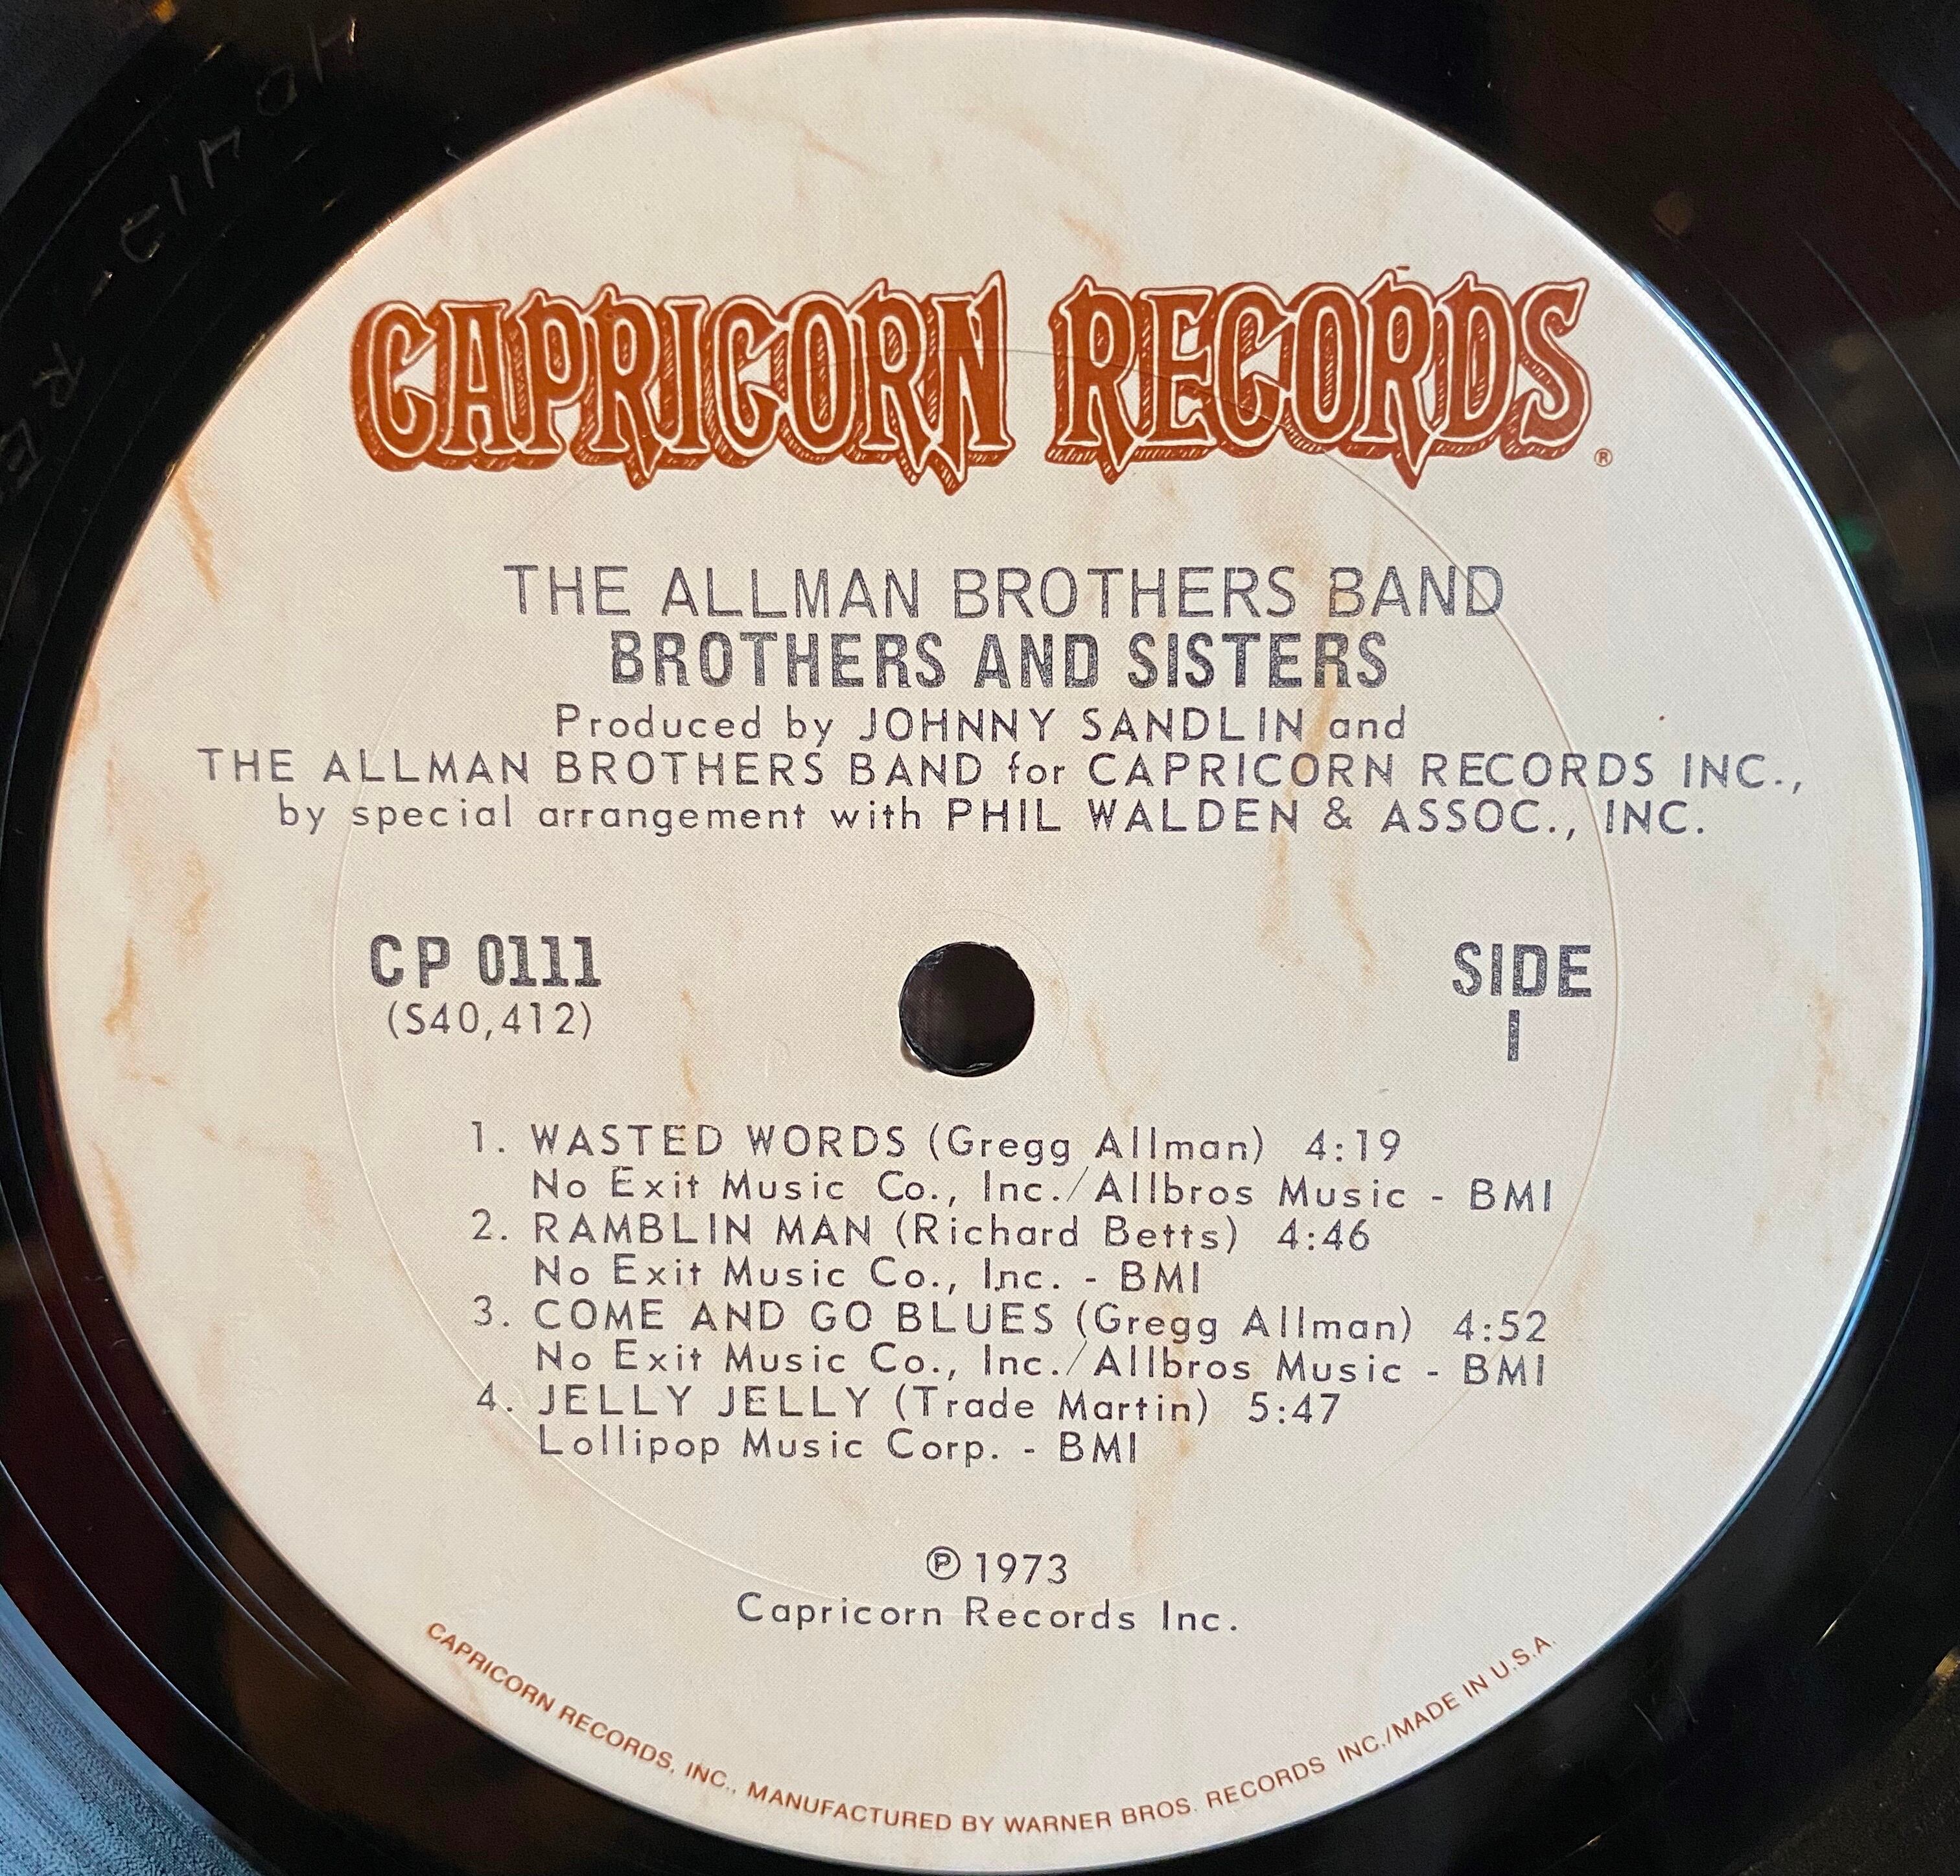 CAPRICORN RECORDS®
THE ALLMAN BROTHERS BAND
BROTHERS AND SISTERS
Produced by JOHNNY SANDLIN and
THE ALLMAN BROTHERS BAND for CAPRICORN RECORDS INC.,
by special arrangement with PHIL WALDEN & ASSOC., INC.
CP 0111
(S40,412)
SIDE
1
1. WASTED WORDS (Gregg Allman) 4:19
No Exit Music Co., Inc./Allbros Music - BMI
2. RAMBLIN MAN (Richard Betts) 4:46
No Exit Music Co., Inc. - BMI
3. COME AND GO BLUES (Gregg Allman) 4:52
No Exit Music Co., Inc./Allbros Music - BMI
4. JELLY JELLY (Trade Martin) 5:47
Lollipop Music Corp. - BMI
℗ 1973
Capricorn Records Inc.
CAPRICORN RECORDS, INC., MANUFACTURED BY WARNER BROS. RECORDS INC./MADE IN U.S.A.